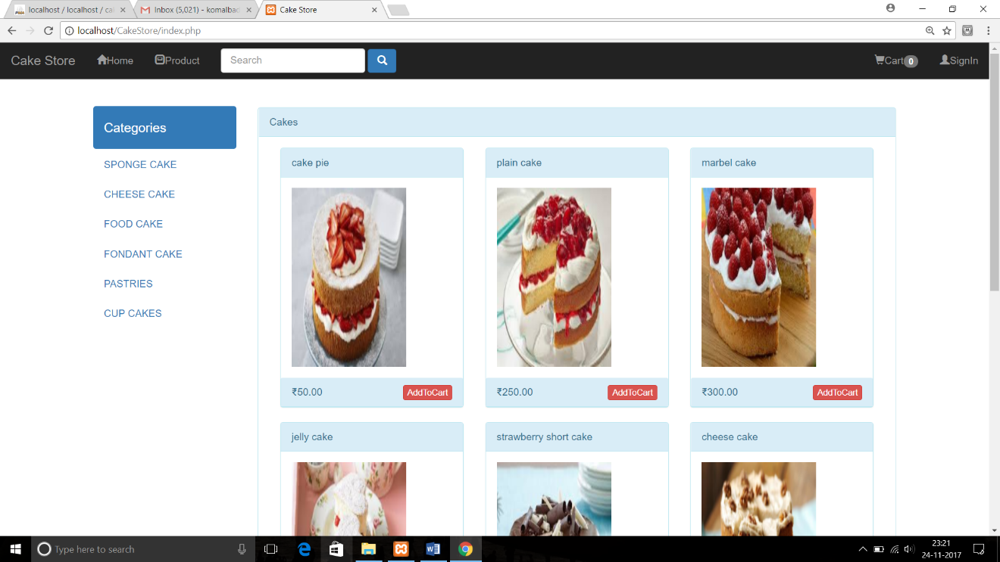 localhost / localhost / cal
Inbox (5,021) - komalbad
Cake Store
localhost/CakeStore/index.php
Cake Store Home Product Search Cart 0 SignIn
Categories
SPONGE CAKE
CHEESE CAKE
FOOD CAKE
FONDANT CAKE
PASTRIES
CUP CAKES
Cakes
cake pie
plain cake
marbel cake
₹50.00 AddToCart
₹250.00 AddToCart
₹300.00 AddToCart
jelly cake
strawberry short cake
cheese cake
Type here to search
23:21
24-11-2017